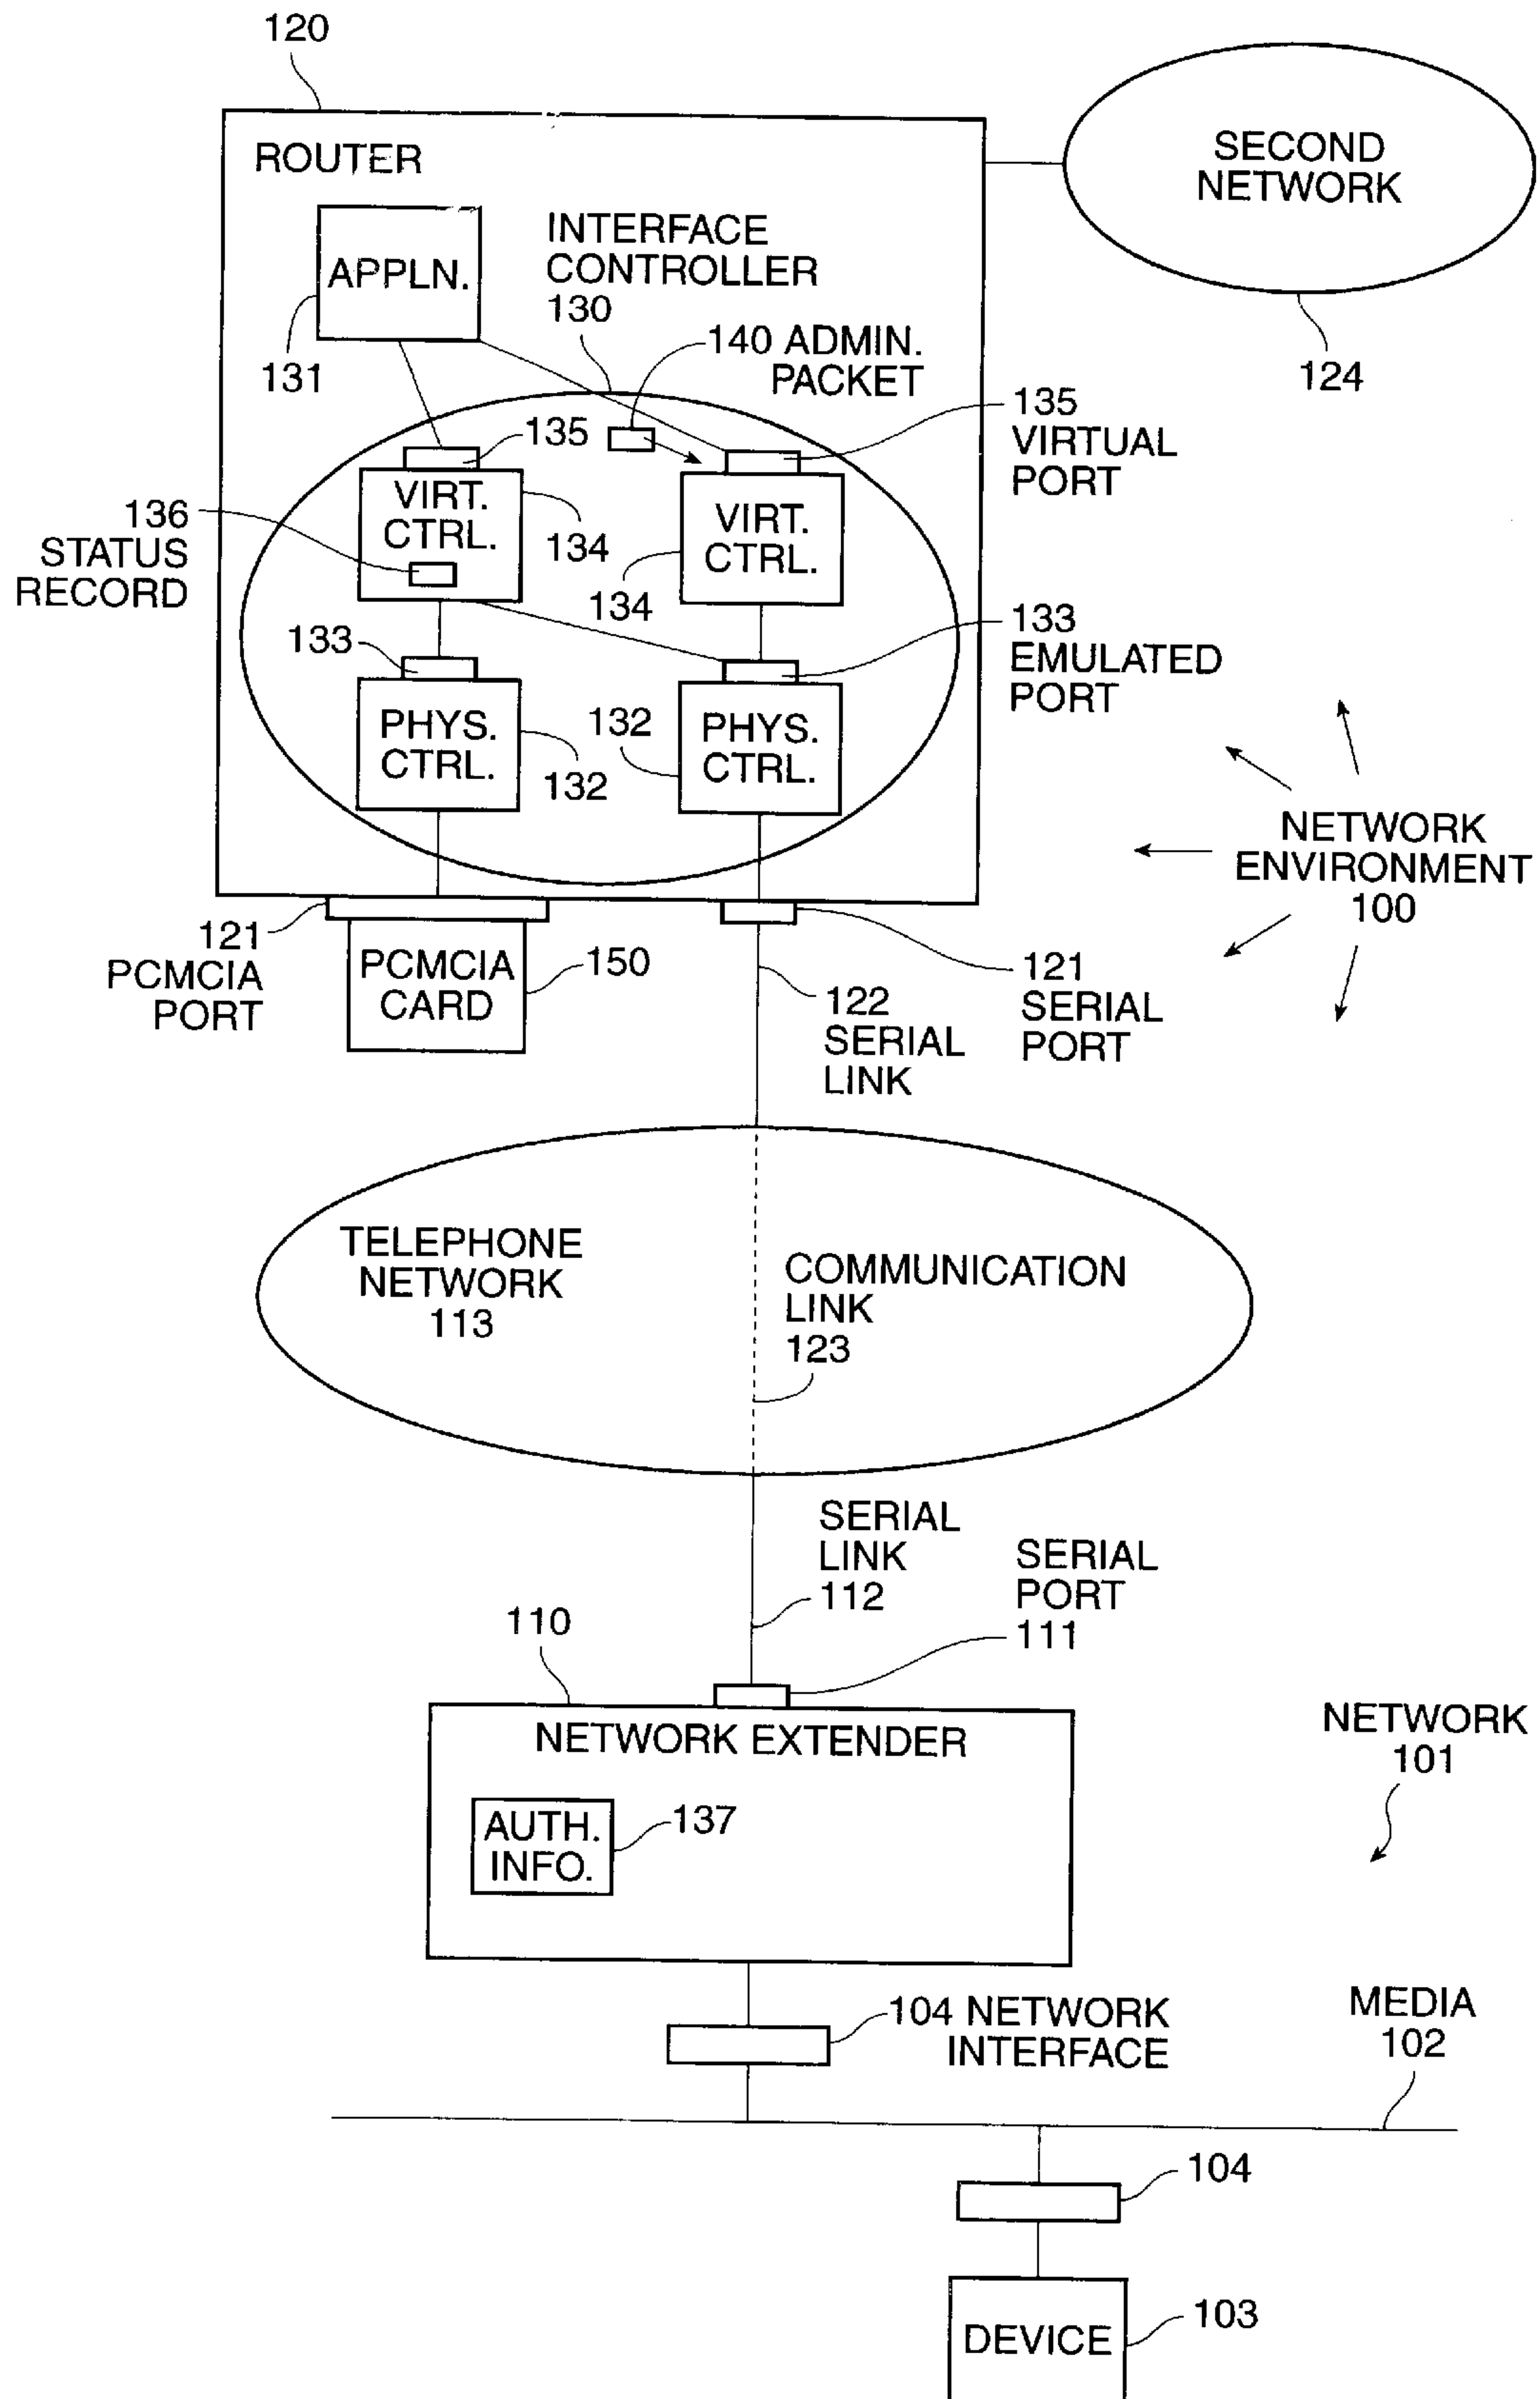 120
ROUTER
SECOND
NETWORK
124
APPLN.
131
INTERFACE
CONTROLLER
130
140 ADMIN.
PACKET
135
135
VIRTUAL
PORT
136
STATUS
RECORD
VIRT.
CTRL.
134
VIRT.
CTRL.
134
133
133
EMULATED
PORT
PHYS.
CTRL.
132
132
PHYS.
CTRL.
NETWORK
ENVIRONMENT
100
121
PCMCIA
PORT
PCMCIA
CARD
150
122
SERIAL
LINK
121
SERIAL
PORT
TELEPHONE
NETWORK
113
COMMUNICATION
LINK
123
SERIAL
LINK
112
SERIAL
PORT
111
110
NETWORK EXTENDER
AUTH.
INFO.
137
NETWORK
101
104 NETWORK
INTERFACE
MEDIA
102
104
DEVICE
103